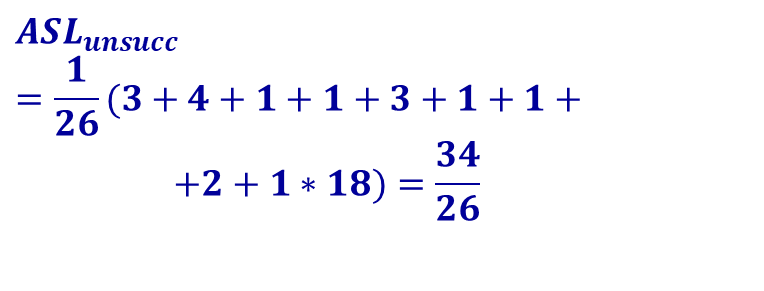 ASL_unsucc
= 1/26 (3 + 4 + 1 + 1 + 3 + 1 + 1 +
+2 + 1 ∗ 18) = 34/26